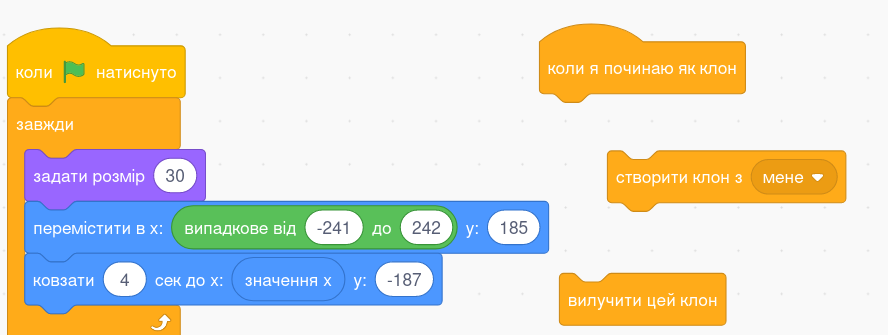 коли натиснуто
завжди
задати розмір 30
перемістити в x: випадкове від -241 до 242 y: 185
ковзати 4 сек до x: значення x y: -187
коли я починаю як клон
створити клон з мене
вилучити цей клон